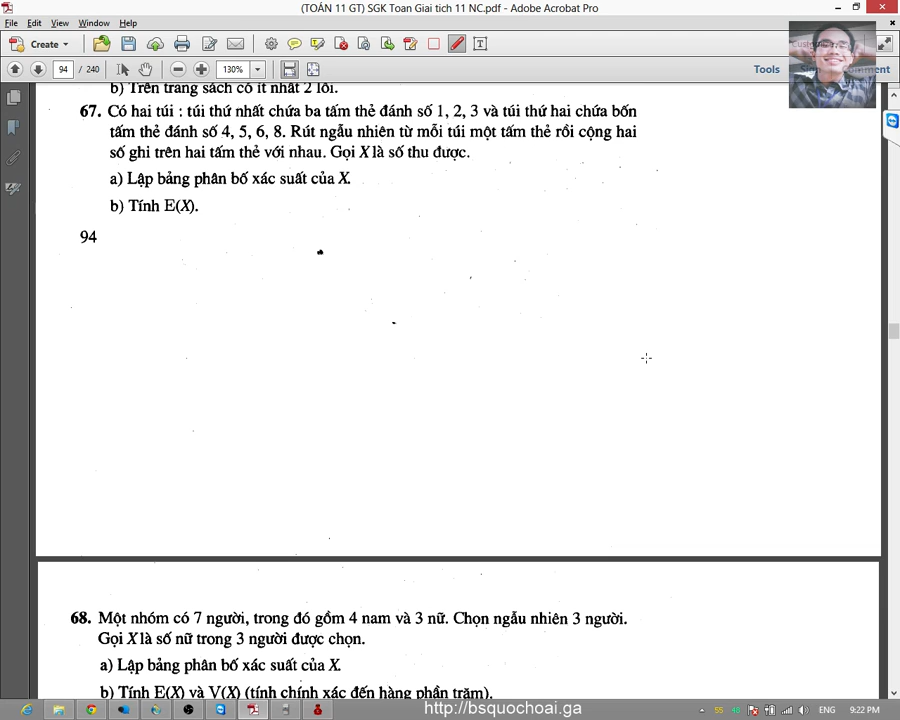 (TOÁN 11 GT) SGK Toan Giai tich 11 NC.pdf - Adobe Acrobat Pro
File Edit View Window Help
Create
94 / 240 130% Tools Sign Comment
b) Trên trang sách có ít nhất 2 lỗi.
67. Có hai túi : túi thứ nhất chứa ba tấm thẻ đánh số 1, 2, 3 và túi thứ hai chứa bốn
tấm thẻ đánh số 4, 5, 6, 8. Rút ngẫu nhiên từ mỗi túi một tấm thẻ rồi cộng hai
số ghi trên hai tấm thẻ với nhau. Gọi X là số thu được.
a) Lập bảng phân bố xác suất của X.
b) Tính E(X).
94
68. Một nhóm có 7 người, trong đó gồm 4 nam và 3 nữ. Chọn ngẫu nhiên 3 người.
Gọi X là số nữ trong 3 người được chọn.
a) Lập bảng phân bố xác suất của X.
b) Tính E(X) và V(X) (tính chính xác đến hàng phần trăm).
http://bsquochoai.ga
55 48 ENG 9:22 PM